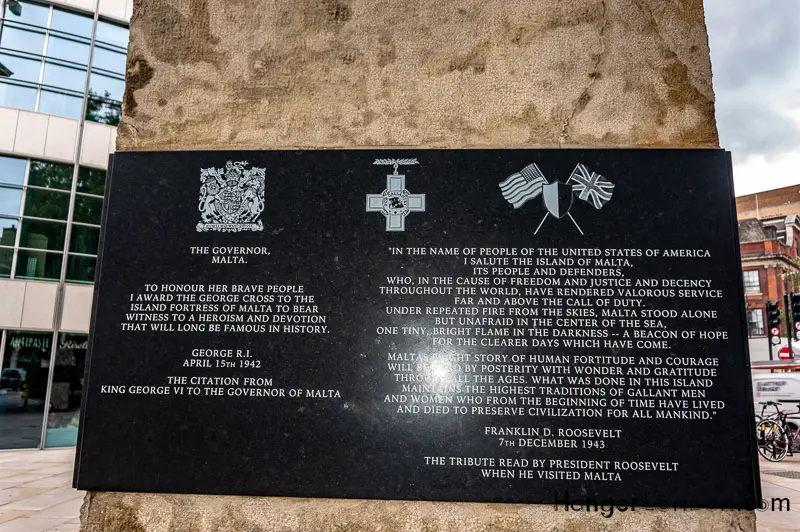 THE GOVERNOR,
MALTA.
TO HONOUR HER BRAVE PEOPLE
I AWARD THE GEORGE CROSS TO THE
ISLAND FORTRESS OF MALTA TO BEAR
WITNESS TO A HEROISM AND DEVOTION
THAT WILL LONG BE FAMOUS IN HISTORY.
GEORGE R.I.
APRIL 15TH 1942
THE CITATION FROM
KING GEORGE VI TO THE GOVERNOR OF MALTA
"IN THE NAME OF PEOPLE OF THE UNITED STATES OF AMERICA
I SALUTE THE ISLAND OF MALTA,
ITS PEOPLE AND DEFENDERS,
WHO, IN THE CAUSE OF FREEDOM AND JUSTICE AND DECENCY
THROUGHOUT THE WORLD, HAVE RENDERED VALOROUS SERVICE
FAR AND ABOVE THE CALL OF DUTY.
UNDER REPEATED FIRE FROM THE SKIES, MALTA STOOD ALONE
BUT UNAFRAID IN THE CENTER OF THE SEA,
ONE TINY, BRIGHT FLAME IN THE DARKNESS -- A BEACON OF HOPE
FOR THE CLEARER DAYS WHICH HAVE COME.
MALTA'S BRIGHT STORY OF HUMAN FORTITUDE AND COURAGE
WILL BE READ BY POSTERITY WITH WONDER AND GRATITUDE
THROUGH ALL THE AGES. WHAT WAS DONE IN THIS ISLAND
MAINTAINS THE HIGHEST TRADITIONS OF GALLANT MEN
AND WOMEN WHO FROM THE BEGINNING OF TIME HAVE LIVED
AND DIED TO PRESERVE CIVILIZATION FOR ALL MANKIND."
FRANKLIN D. ROOSEVELT
7TH DECEMBER 1943
THE TRIBUTE READ BY PRESIDENT ROOSEVELT
WHEN HE VISITED MALTA